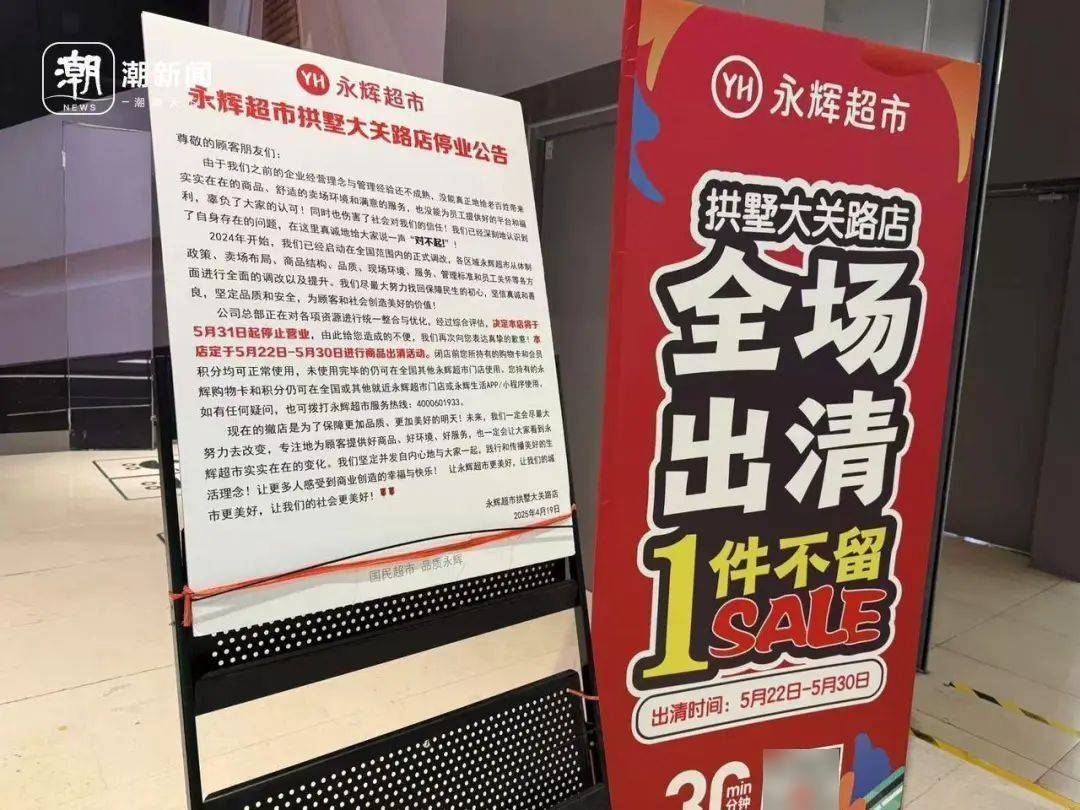 潮
NEWS
潮新闻
YH 永辉超市
永辉超市拱墅大关路店停业公告
尊敬的顾客朋友们：
由于我们之前的企业经营理念与管理经验还不成熟，没能真正地给老百姓带来
实实在在的商品、舒适的卖场环境和满意的服务，也没能为员工提供好的平台和福
利，辜负了大家的认可！同时也伤害了社会对我们的信任！我们已经深刻地认识到
了自身存在的问题，在这里真诚地给大家说一声“对不起！”！
2024年开始，我们已经启动在全国范围内的正式调改，各区域永辉超市从体制
政策、卖场布局、商品结构、品质、现场环境、服务、管理标准和员工关怀等各方
面进行全面的调改以及提升。我们尽最大努力找回保障民生的初心，坚信真诚和善
良，坚定品质和安全，为顾客和社会创造美好的价值！
公司总部正在对各项资源进行统一整合与优化，经过综合评估，决定本店将于
5月31日起停止营业，由此给您造成的不便，我们再次向您表达真挚的歉意！本
店定于5月22日-5月30日进行商品出清活动。闭店前您所持有的购物卡和会员
积分均可正常使用，未使用完毕的仍可在全国其他永辉超市门店使用。您持有的永
辉购物卡和积分仍可在全国或其他就近永辉超市门店或永辉生活APP/小程序使用。
如有任何疑问，也可拨打永辉超市服务热线：4000601933。
现在的撤店是为了保障更加品质、更加美好的明天！未来，我们一定会尽最大
努力去改变，专注地为顾客提供好商品、好环境、好服务，也一定会让大家看到永
辉超市实实在在的变化。我们坚定并发自内心地与大家一起，践行和传播美好的生
活理念！让更多人感受到商业创造的幸福与快乐！ 让永辉超市更美好，让我们的城
市更美好，让我们的社会更美好！
永辉超市拱墅大关路店
2025年4月19日
国民超市 品质永辉
YH 永辉超市
拱墅大关路店
全场
出清
1件不留
SALE
出清时间：5月22日-5月30日
30min
分钟